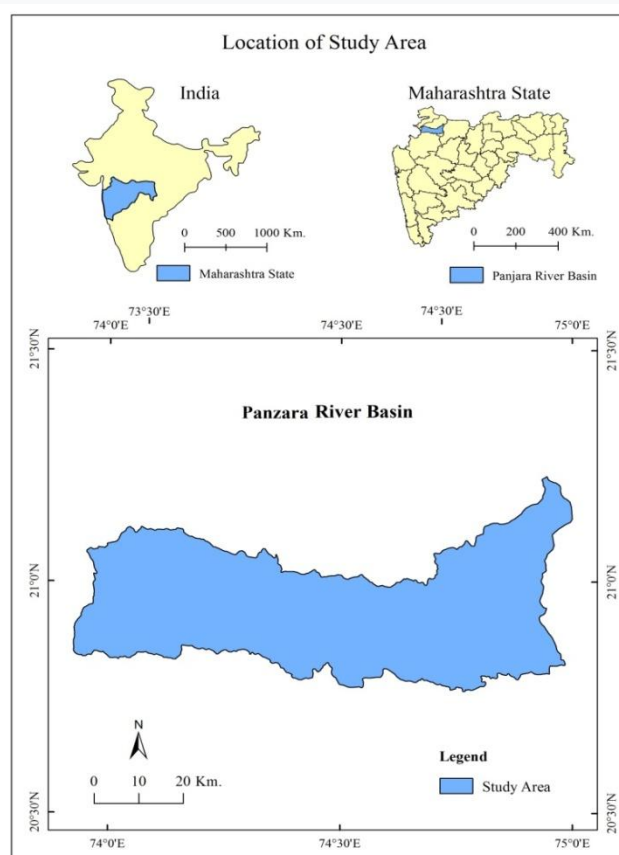 Location of Study Area
India
Maharashtra State
0 500 1000 Km.
Maharashtra State
0 200 400 Km.
Panjara River Basin
73°30'E 74°30'E
74°0'E 74°30'E 75°0'E
21°30'N 21°30'N
Panzara River Basin
21°0'N 21°0'N
N
0 10 20 Km.
Legend
Study Area
20°30'N 20°30'N
74°0'E 74°30'E 75°0'E